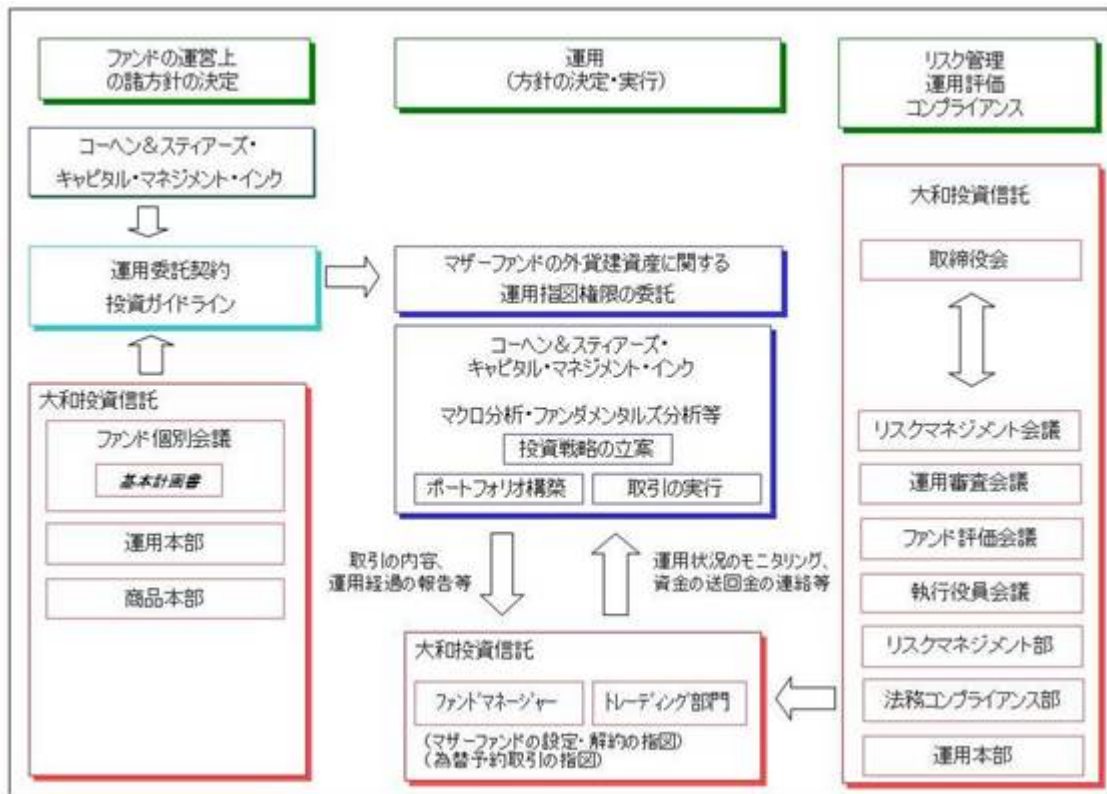 ファンドの運営上
の諸方針の決定
運用
(方針の決定・実行)
リスク管理
運用評価
コンプライアンス
コーヘン&スティアーズ・
キャピタル・マネジメント・インク
運用委託契約
投資ガイドライン
マザーファンドの外貨建資産に関する
運用指図権限の委託
コーヘン&スティアーズ・
キャピタル・マネジメント・インク
マクロ分析・ファンダメンタルズ分析等
投資戦略の立案
ポートフォリオ構築
取引の実行
大和投資信託
ファンド個別会議
基本計画書
運用本部
商品本部
取引の内容、
運用経過の報告等
運用状況のモニタリング、
資金の送回金の連絡等
大和投資信託
ファンドマネージャー
トレーディング部門
(マザーファンドの設定・解約の指図)
(為替予約取引の指図)
大和投資信託
取締役会
リスクマネジメント会議
運用審査会議
ファンド評価会議
執行役員会議
リスクマネジメント部
法務コンプライアンス部
運用本部